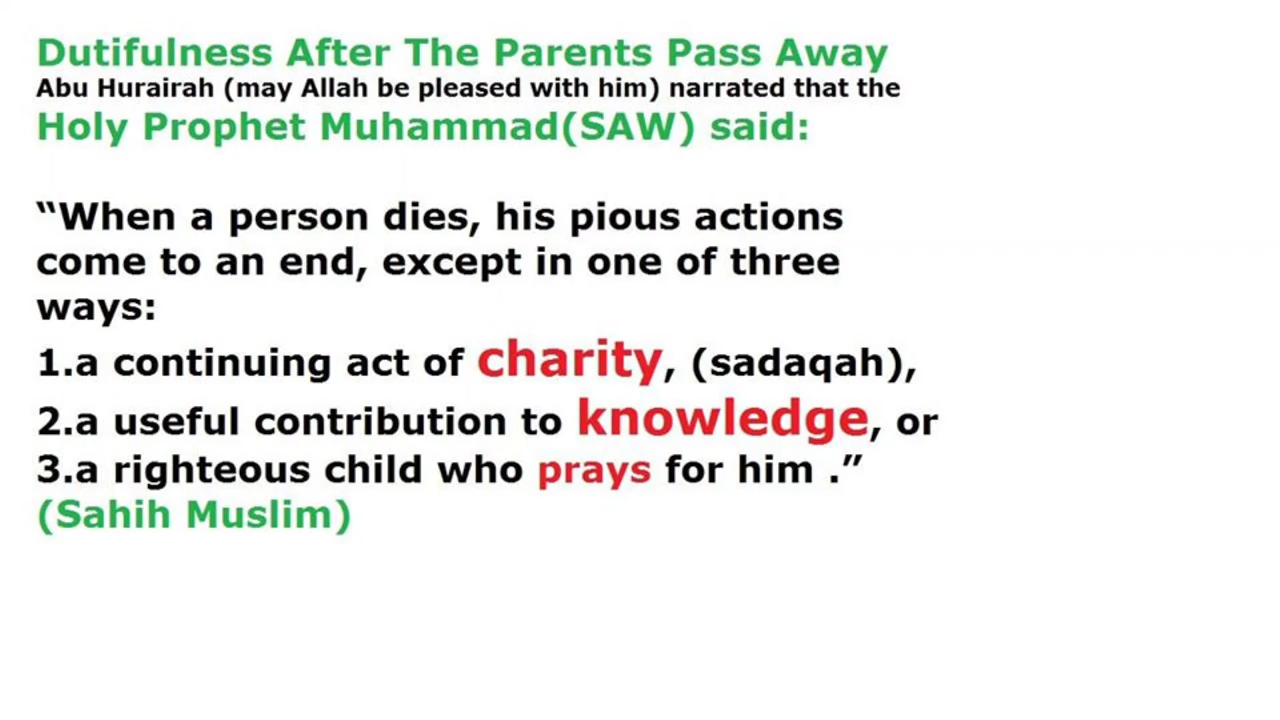 Dutifulness After The Parents Pass Away
Abu Hurairah (may Allah be pleased with him) narrated that the
Holy Prophet Muhammad(SAW) said:
“When a person dies, his pious actions
come to an end, except in one of three
ways:
1.a continuing act of charity, (sadaqah),
2.a useful contribution to knowledge, or
3.a righteous child who prays for him .”
(Sahih Muslim)